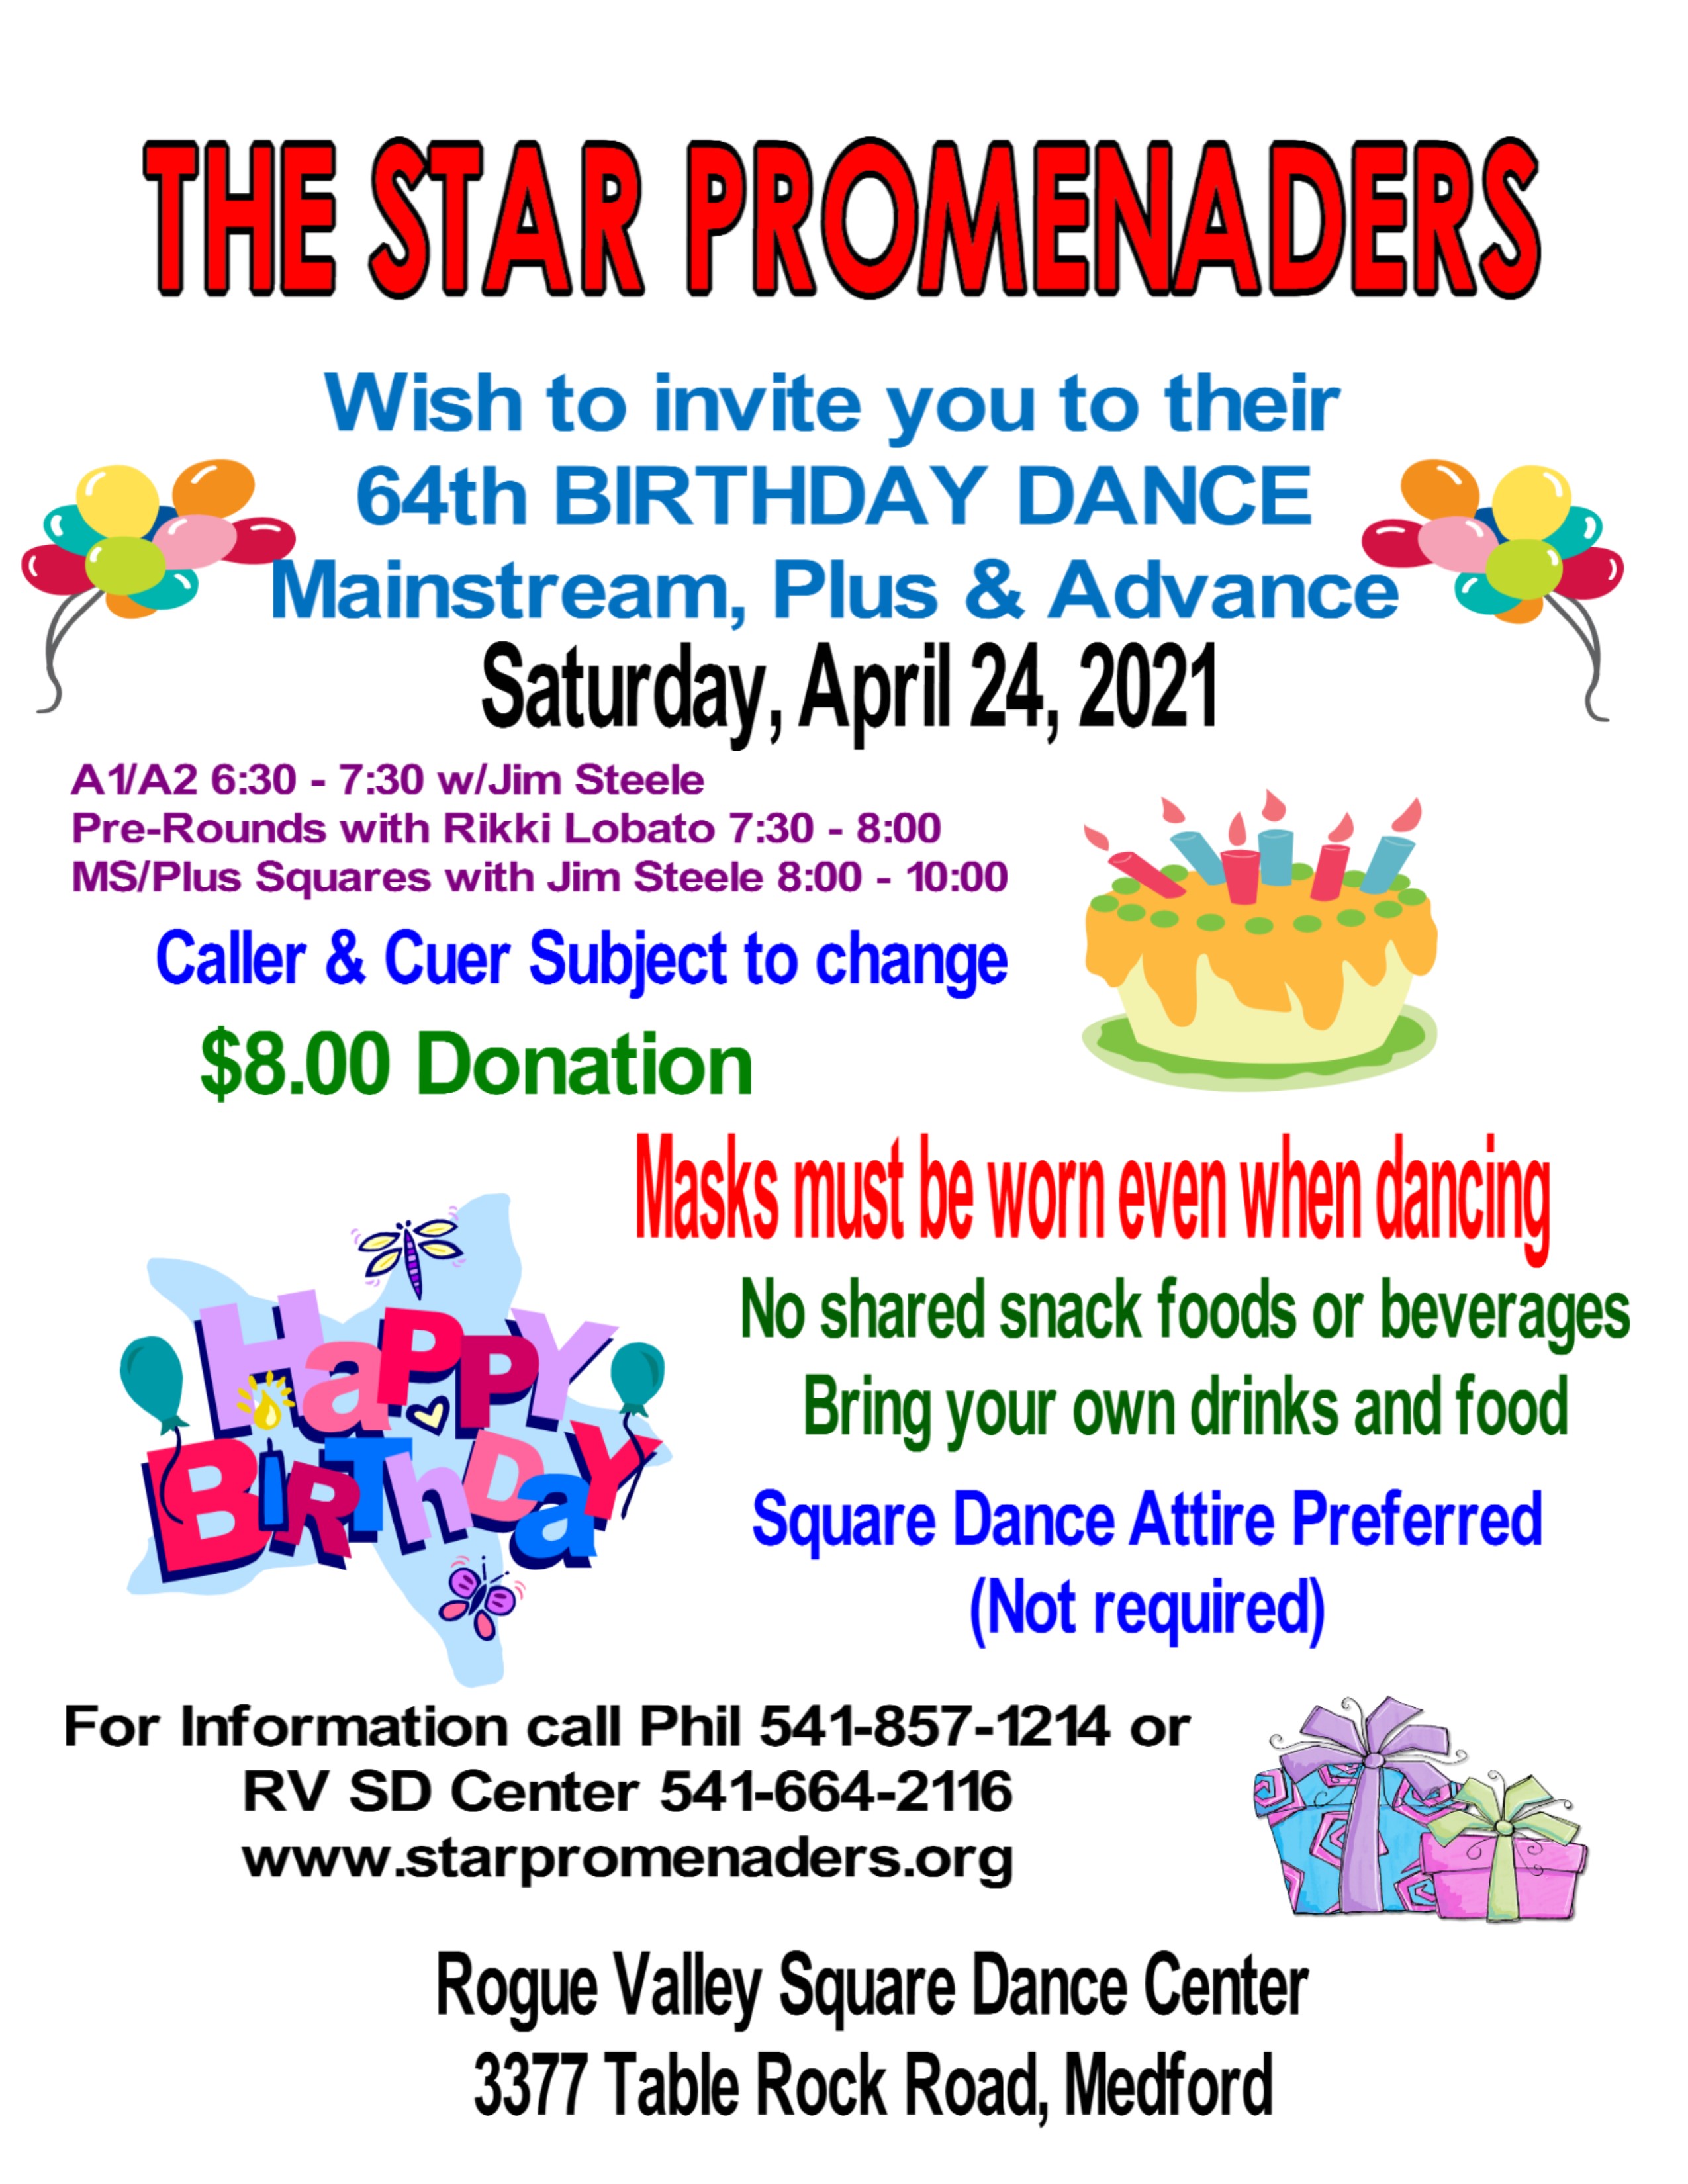 THE STAR PROMENADERS
Wish to invite you to their
64th BIRTHDAY DANCE
Mainstream, Plus & Advance
Saturday, April 24, 2021
A1/A2 6:30 - 7:30 w/Jim Steele
Pre-Rounds with Rikki Lobato 7:30 - 8:00
MS/Plus Squares with Jim Steele 8:00 - 10:00
Caller & Cuer Subject to change
$8.00 Donation
Masks must be worn even when dancing
No shared snack foods or beverages
Bring your own drinks and food
Square Dance Attire Preferred
(Not required)
HaPPY
BiRThDaY
For Information call Phil 541-857-1214 or
RV SD Center 541-664-2116
www.starpromenaders.org
Rogue Valley Square Dance Center
3377 Table Rock Road, Medford